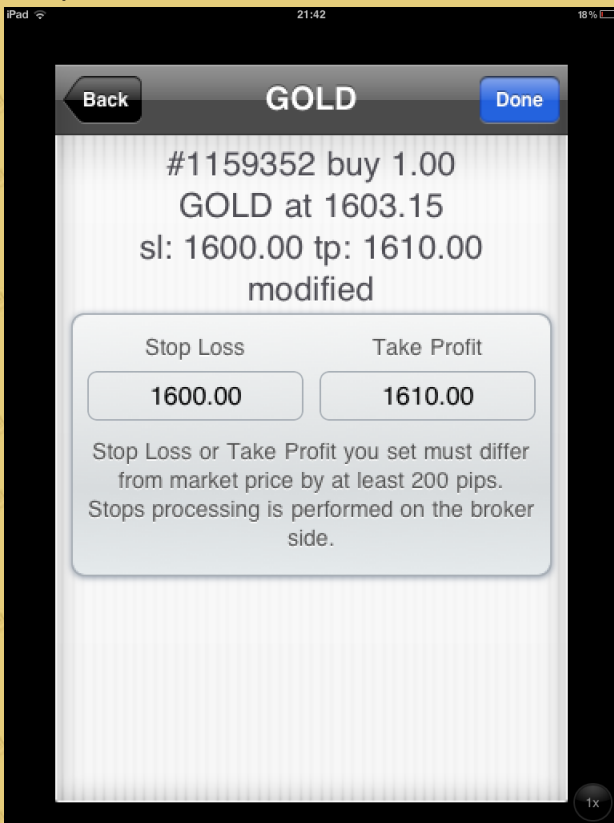 iPad 21:42 18%
Back GOLD Done
#1159352 buy 1.00
GOLD at 1603.15
sl: 1600.00 tp: 1610.00
modified
Stop Loss Take Profit
1600.00 1610.00
Stop Loss or Take Profit you set must differ
from market price by at least 200 pips.
Stops processing is performed on the broker
side.
1x